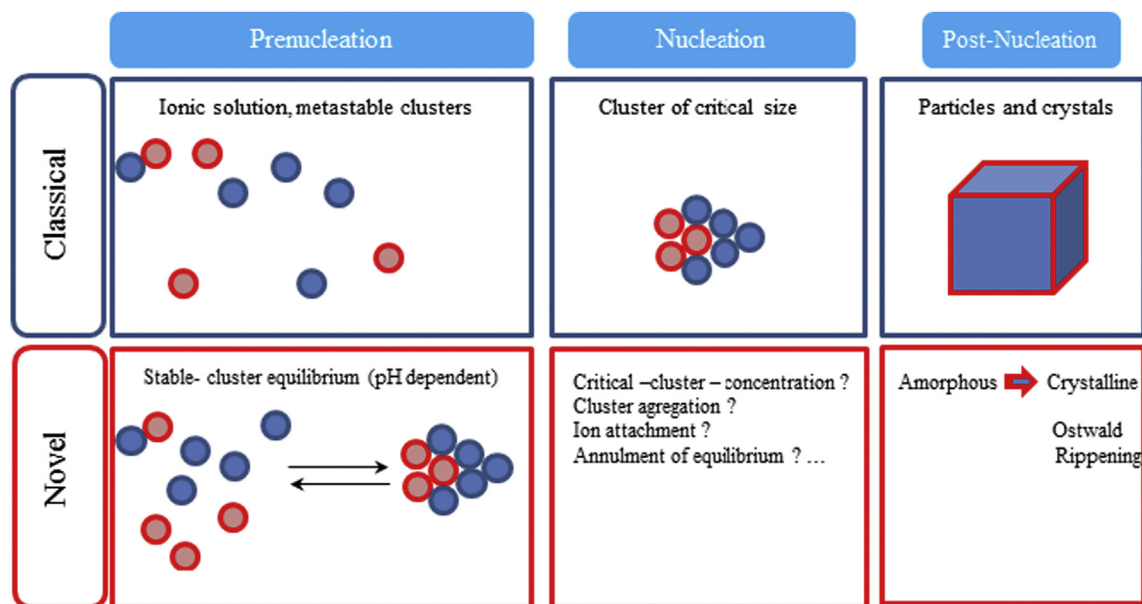 Prenucleation
Nucleation
Post-Nucleation
Classical
Ionic solution, metastable clusters
Cluster of critical size
Particles and crystals
Novel
Stable- cluster equilibrium (pH dependent)
Critical –cluster – concentration ?
Cluster agregation ?
Ion attachment ?
Annulment of equilibrium ? ...
Amorphous Crystalline
Ostwald
Rippening